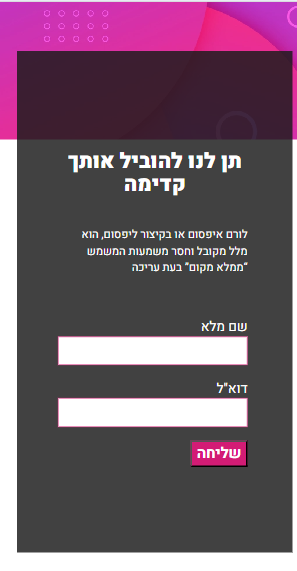 תן לנו להוביל אותך
קדימה
לורם איפסום או בקיצור ליפסום, הוא
מלל מקובל וחסר משמעות המשמש
“ממלא מקום” בעת עריכה
שם מלא
דוא"ל
שליחה